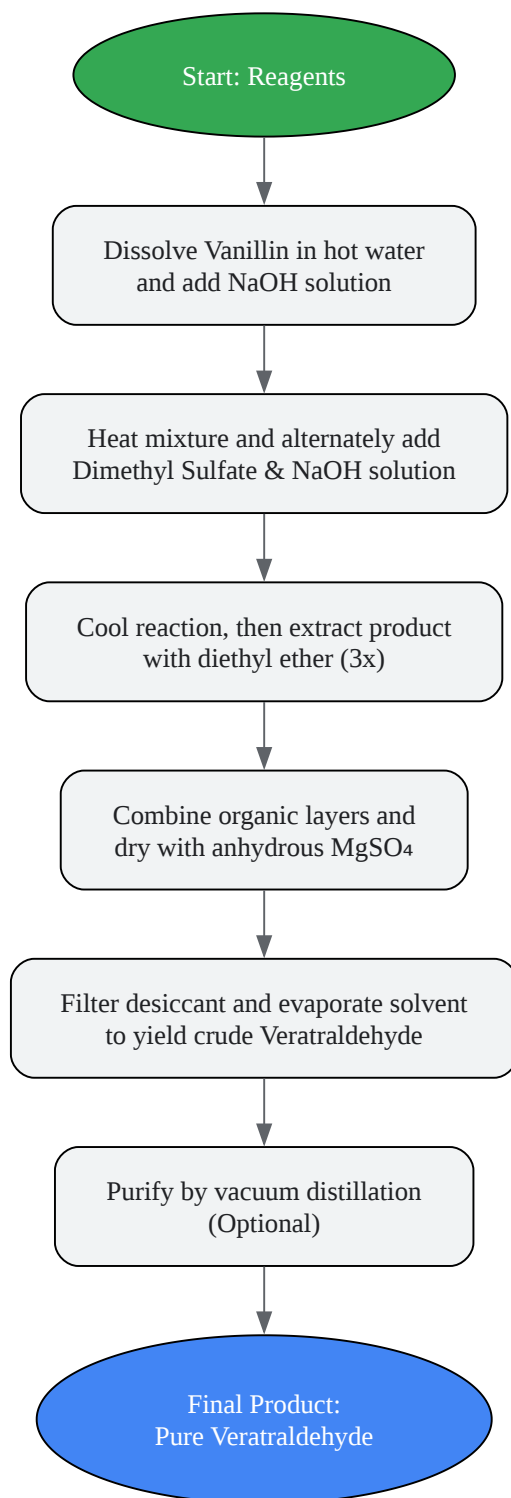 Start: Reagents
Dissolve Vanillin in hot water
and add NaOH solution
Heat mixture and alternately add
Dimethyl Sulfate & NaOH solution
Cool reaction, then extract product
with diethyl ether (3x)
Combine organic layers and
dry with anhydrous MgSO₄
Filter desiccant and evaporate solvent
to yield crude Veratraldehyde
Purify by vacuum distillation
(Optional)
Final Product:
Pure Veratraldehyde